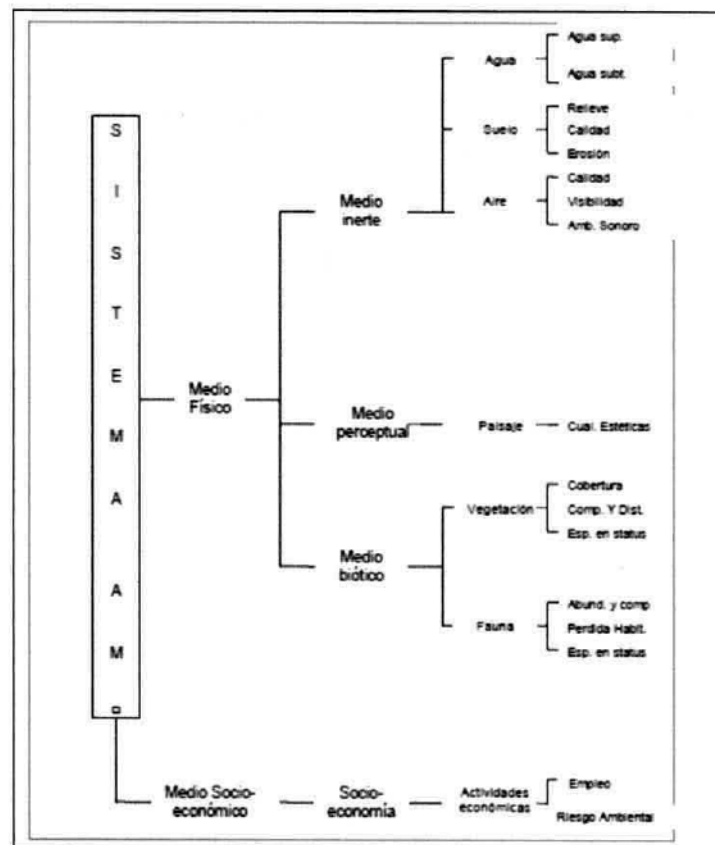 S
I
S
T
E
M
A
A
M
Medio
Físico
Medio
inerte
Agua
Agua sup.
Agua subt.
Suelo
Relieve
Calidad
Erosión
Aire
Calidad
Visibilidad
Amb. Sonoro
Medio
perceptual
Paisaje
Cual. Estéticas
Medio
biótico
Vegetación
Cobertura
Comp. Y Dist.
Esp. en status
Fauna
Abund. y comp
Perdida Habit.
Esp. en status
Medio Socio-
económico
Socio-
economía
Actividades
económicas
Empleo
Riesgo Ambiental